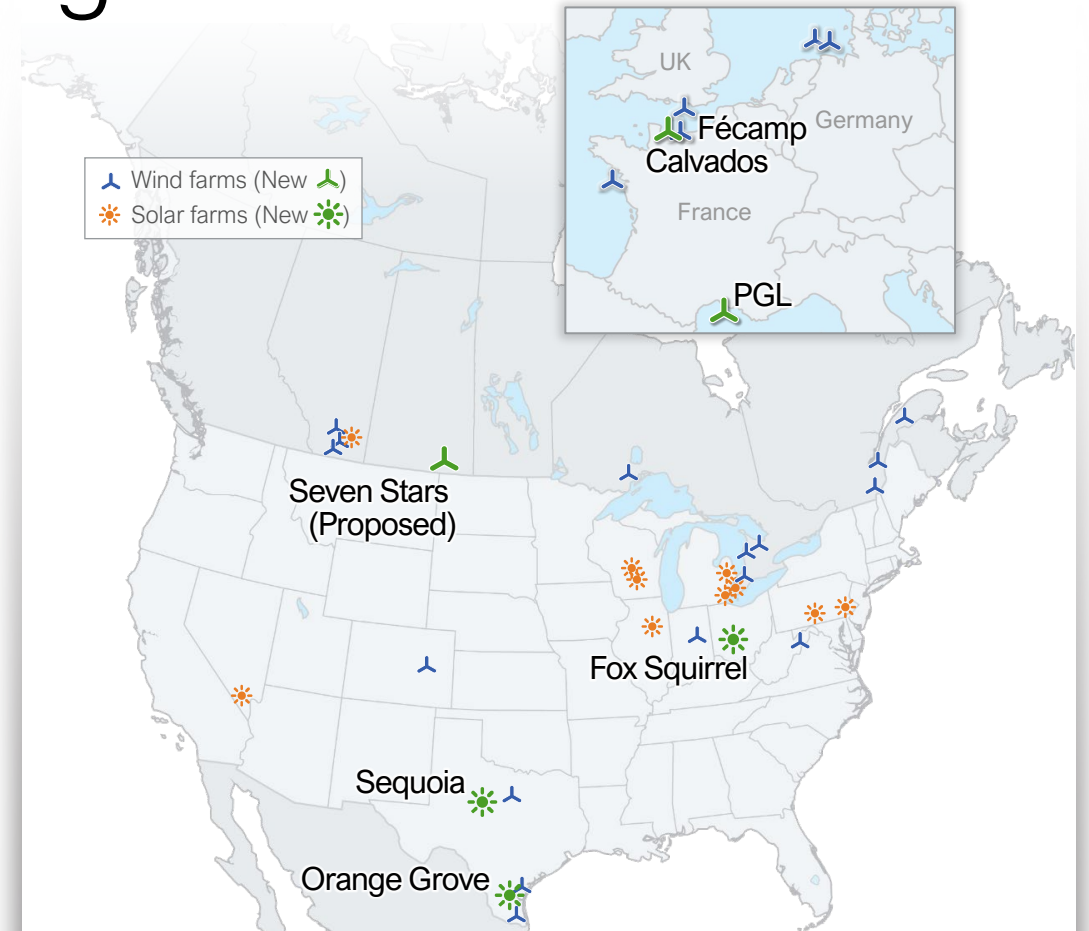 g
UK
Fécamp
Germany
Calvados
France
PGL
Wind farms (New )
Solar farms (New )
Seven Stars
(Proposed)
Fox Squirrel
Sequoia
Orange Grove